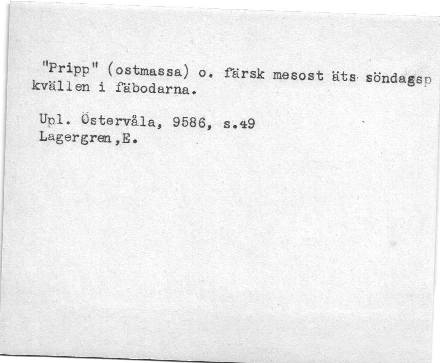 "Pripp" (ostmassa) o. färsk mesost äts söndagsp
kvällen i fäbodarna.
Upl. Östervåla, 9586, s.49
Lagergren,E.